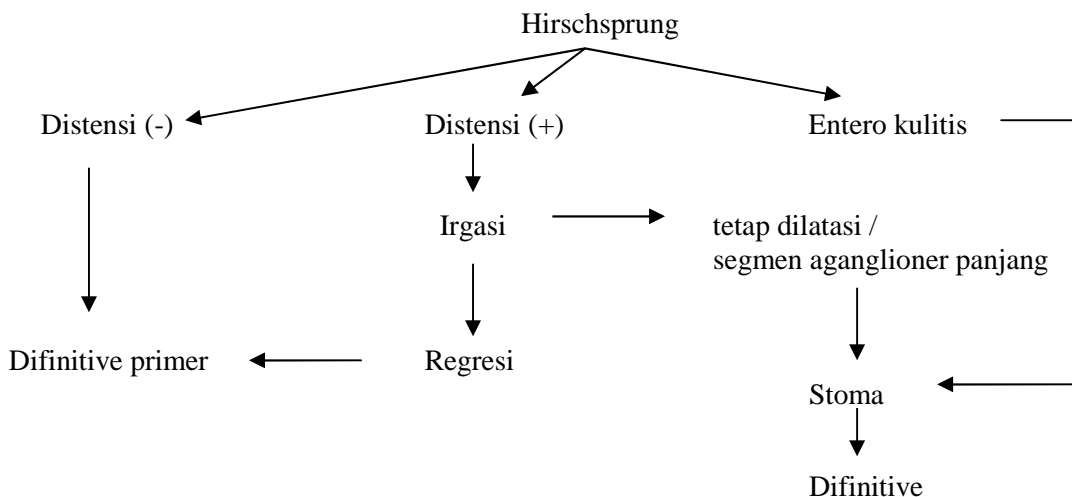 Hirschsprung
Distensi (-)
Distensi (+)
Entero kulitis
Irgasi
tetap dilatasi /
segmen aganglioner panjang
Difinitive primer
Regresi
Stoma
Difinitive